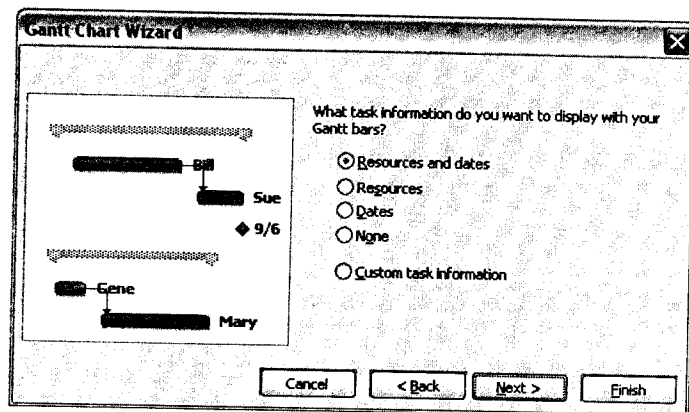 Gantt Chart Wizard
What task information do you want to display with your
Gantt bars?
Resources and dates
Resources
Dates
None
Custom task information
Bill
Sue
9/6
Gene
Mary
Cancel
< Back
Next >
Finish